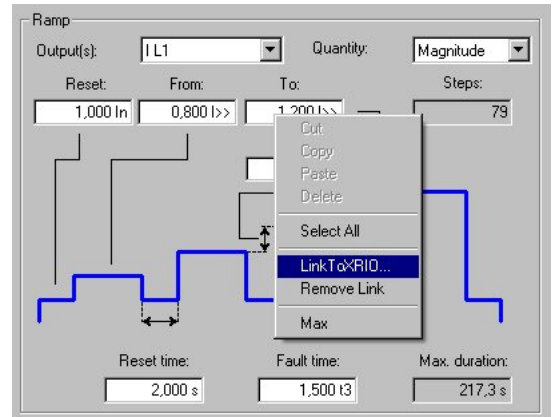 Ramp
Output(s): I L1 Quantity: Magnitude
Reset: From: To: Steps:
1,000 In 0,800 I>> 1,200 I>> 79
Cut
Copy
Paste
Delete
Select All
LinkToXRIO...
Remove Link
Max
Reset time: Fault time: Max. duration:
2,000 s 1,500 t3 217,3 s